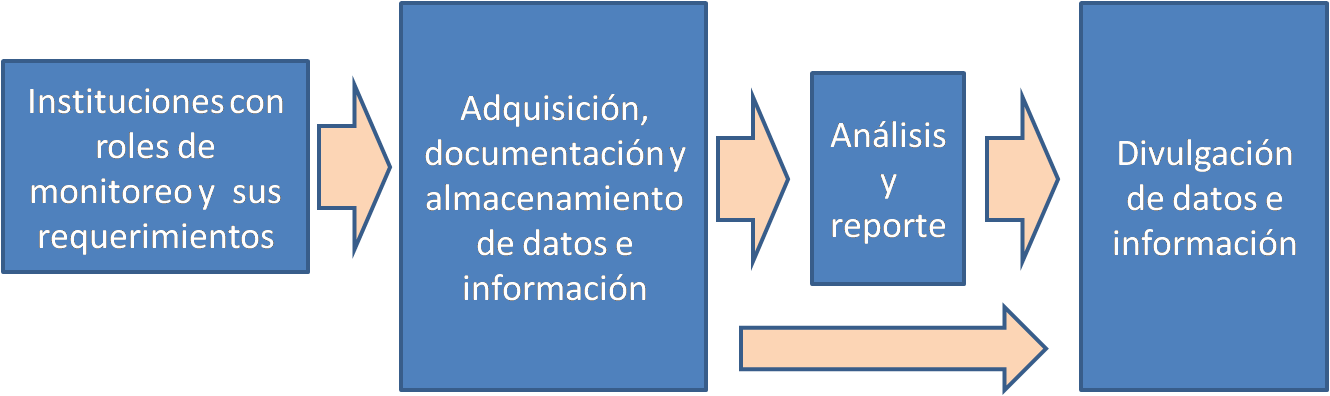 Instituciones con
roles de
monitoreo y sus
requerimientos
Adquisición,
documentación y
almacenamiento
de datos e
información
Análisis
y
reporte
Divulgación
de datos e
información